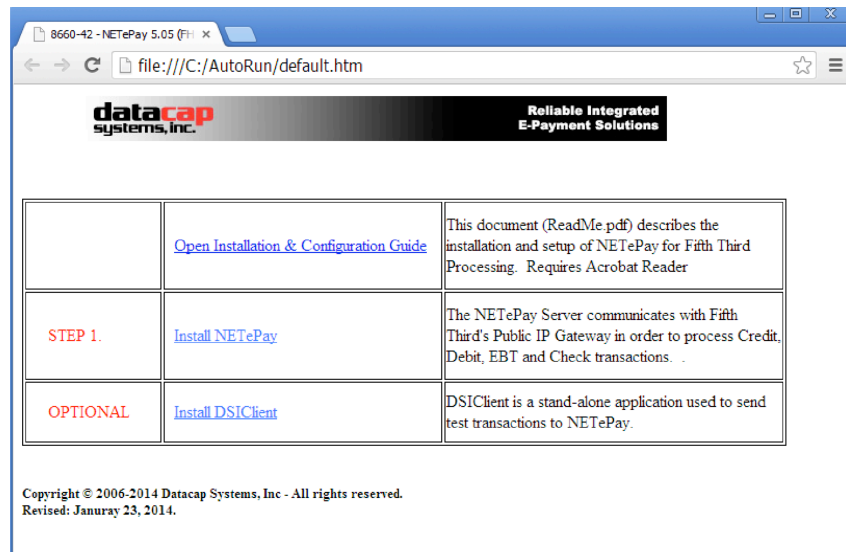 8660-42 - NETePay 5.05 (FH
file:///C:/AutoRun/default.htm
datacap
systems, inc.
Reliable Integrated
E-Payment Solutions
Open Installation & Configuration Guide
This document (ReadMe.pdf) describes the
installation and setup of NETePay for Fifth Third
Processing. Requires Acrobat Reader
STEP 1.
Install NETePay
The NETePay Server communicates with Fifth
Third's Public IP Gateway in order to process Credit,
Debit, EBT and Check transactions. .
OPTIONAL
Install DSIClient
DSIClient is a stand-alone application used to send
test transactions to NETePay.
Copyright © 2006-2014 Datacap Systems, Inc - All rights reserved.
Revised: Januray 23, 2014.